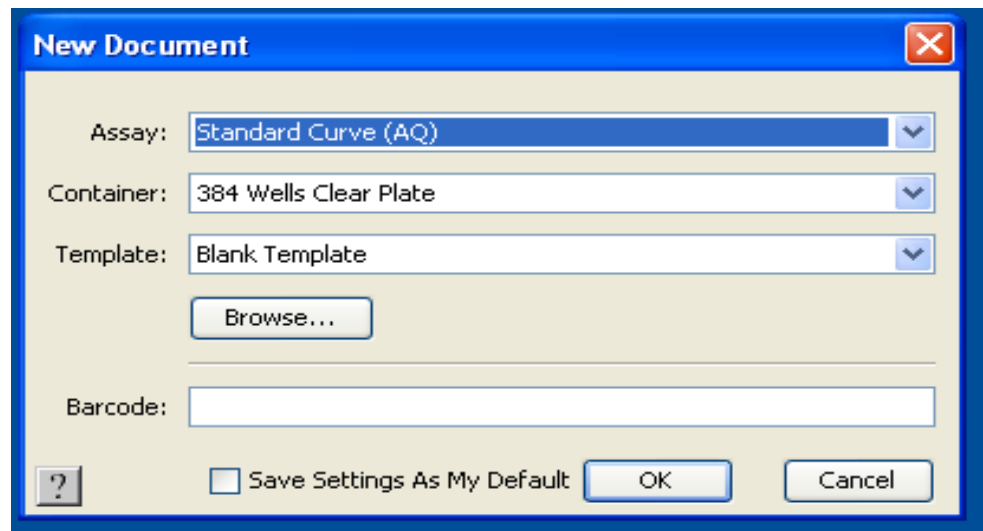 New Document
Assay: Standard Curve (AQ)
Container: 384 Wells Clear Plate
Template: Blank Template
Browse...
Barcode:
? Save Settings As My Default OK Cancel